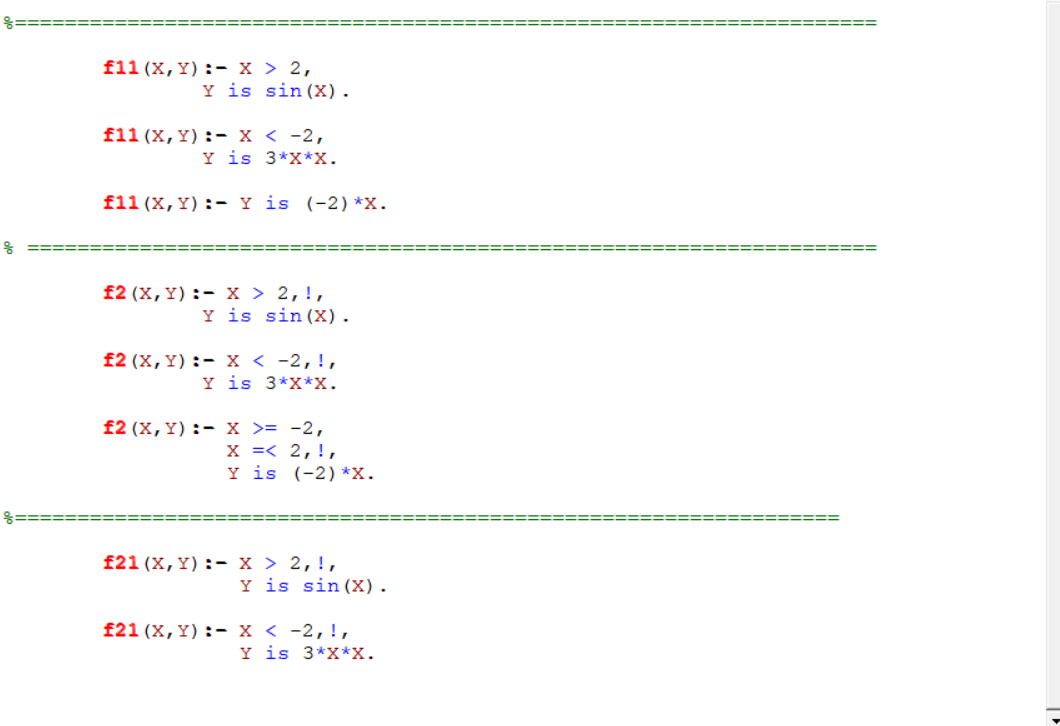 %=====================================================================
f11(X,Y):- X > 2,
Y is sin(X).
f11(X,Y):- X < -2,
Y is 3*X*X.
f11(X,Y):- Y is (-2)*X.
% ====================================================================
f2(X,Y):- X > 2,!,
Y is sin(X).
f2(X,Y):- X < -2,!,
Y is 3*X*X.
f2(X,Y):- X >= -2,
X =< 2,!,
Y is (-2)*X.
%==================================================================
f21(X,Y):- X > 2,!,
Y is sin(X).
f21(X,Y):- X < -2,!,
Y is 3*X*X.